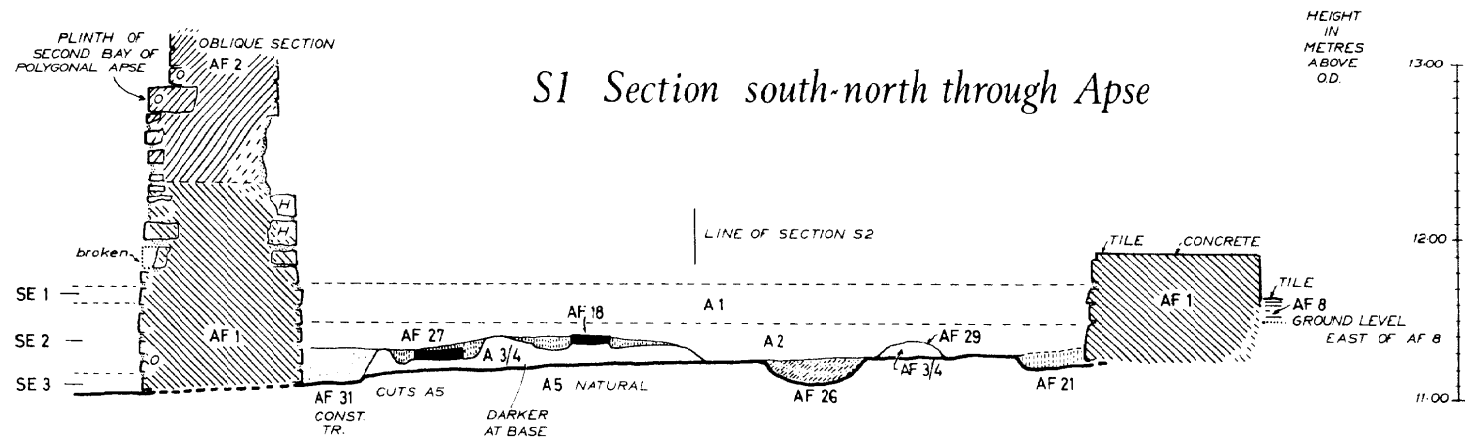 S1 Section south-north through Apse
PLINTH OF
SECOND BAY OF
POLYGONAL APSE
OBLIQUE SECTION
AF 2
HEIGHT
IN
METRES
ABOVE
O.D.
13·00
12·00
11·00
H
H
broken
LINE OF SECTION S2
TILE
CONCRETE
TILE
AF 8
GROUND LEVEL
EAST OF AF 8
SE 1
SE 2
SE 3
AF 1
AF 1
A 1
AF 18
AF 27
A 2
AF 29
A 3/4
AF 3/4
AF 31
CONST.
TR.
CUTS A5
A5 NATURAL
DARKER
AT BASE
AF 26
AF 21